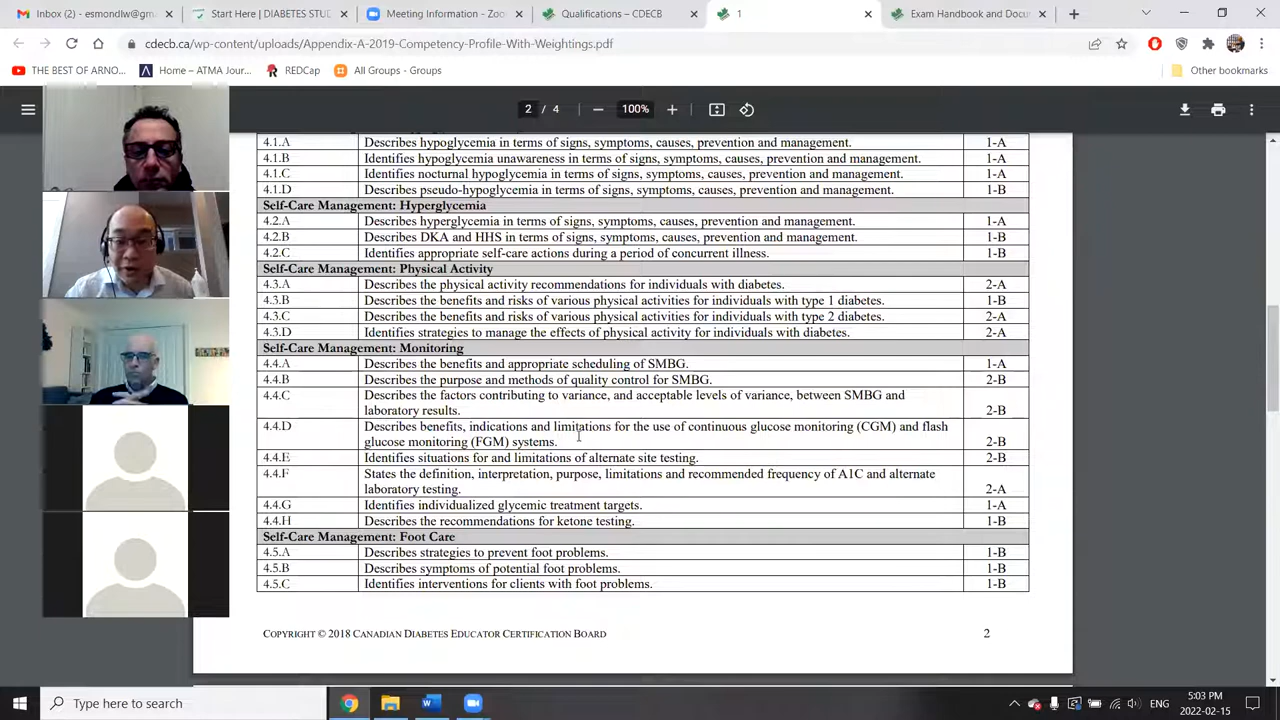 Inbox (2) - esmondlw@gm
Start Here | DIABETES STUD
Meeting Information - Zoo
Qualifications – CDECB
1
Exam Handbook and Docu
cdecb.ca/wp-content/uploads/Appendix-A-2019-Competency-Profile-With-Weightings.pdf
THE BEST OF ARNO...
Home – ATMA Jour...
REDCap
All Groups - Groups
Other bookmarks
2 / 4
100%
4.1.A Describes hypoglycemia in terms of signs, symptoms, causes, prevention and management. 1-A
4.1.B Identifies hypoglycemia unawareness in terms of signs, symptoms, causes, prevention and management. 1-A
4.1.C Identifies nocturnal hypoglycemia in terms of signs, symptoms, causes, prevention and management. 1-A
4.1.D Describes pseudo-hypoglycemia in terms of signs, symptoms, causes, prevention and management. 1-B
Self-Care Management: Hyperglycemia
4.2.A Describes hyperglycemia in terms of signs, symptoms, causes, prevention and management. 1-A
4.2.B Describes DKA and HHS in terms of signs, symptoms, causes, prevention and management. 1-B
4.2.C Identifies appropriate self-care actions during a period of concurrent illness. 1-B
Self-Care Management: Physical Activity
4.3.A Describes the physical activity recommendations for individuals with diabetes. 2-A
4.3.B Describes the benefits and risks of various physical activities for individuals with type 1 diabetes. 1-B
4.3.C Describes the benefits and risks of various physical activities for individuals with type 2 diabetes. 2-A
4.3.D Identifies strategies to manage the effects of physical activity for individuals with diabetes. 2-A
Self-Care Management: Monitoring
4.4.A Describes the benefits and appropriate scheduling of SMBG. 1-A
4.4.B Describes the purpose and methods of quality control for SMBG. 2-B
4.4.C Describes the factors contributing to variance, and acceptable levels of variance, between SMBG and
laboratory results. 2-B
4.4.D Describes benefits, indications and limitations for the use of continuous glucose monitoring (CGM) and flash
glucose monitoring (FGM) systems. 2-B
4.4.E Identifies situations for and limitations of alternate site testing. 2-B
4.4.F States the definition, interpretation, purpose, limitations and recommended frequency of A1C and alternate
laboratory testing. 2-A
4.4.G Identifies individualized glycemic treatment targets. 1-A
4.4.H Describes the recommendations for ketone testing. 1-B
Self-Care Management: Foot Care
4.5.A Describes strategies to prevent foot problems. 1-B
4.5.B Describes symptoms of potential foot problems. 1-B
4.5.C Identifies interventions for clients with foot problems. 1-B
COPYRIGHT © 2018 CANADIAN DIABETES EDUCATOR CERTIFICATION BOARD 2
Type here to search
ENG
5:03 PM
2022-02-15